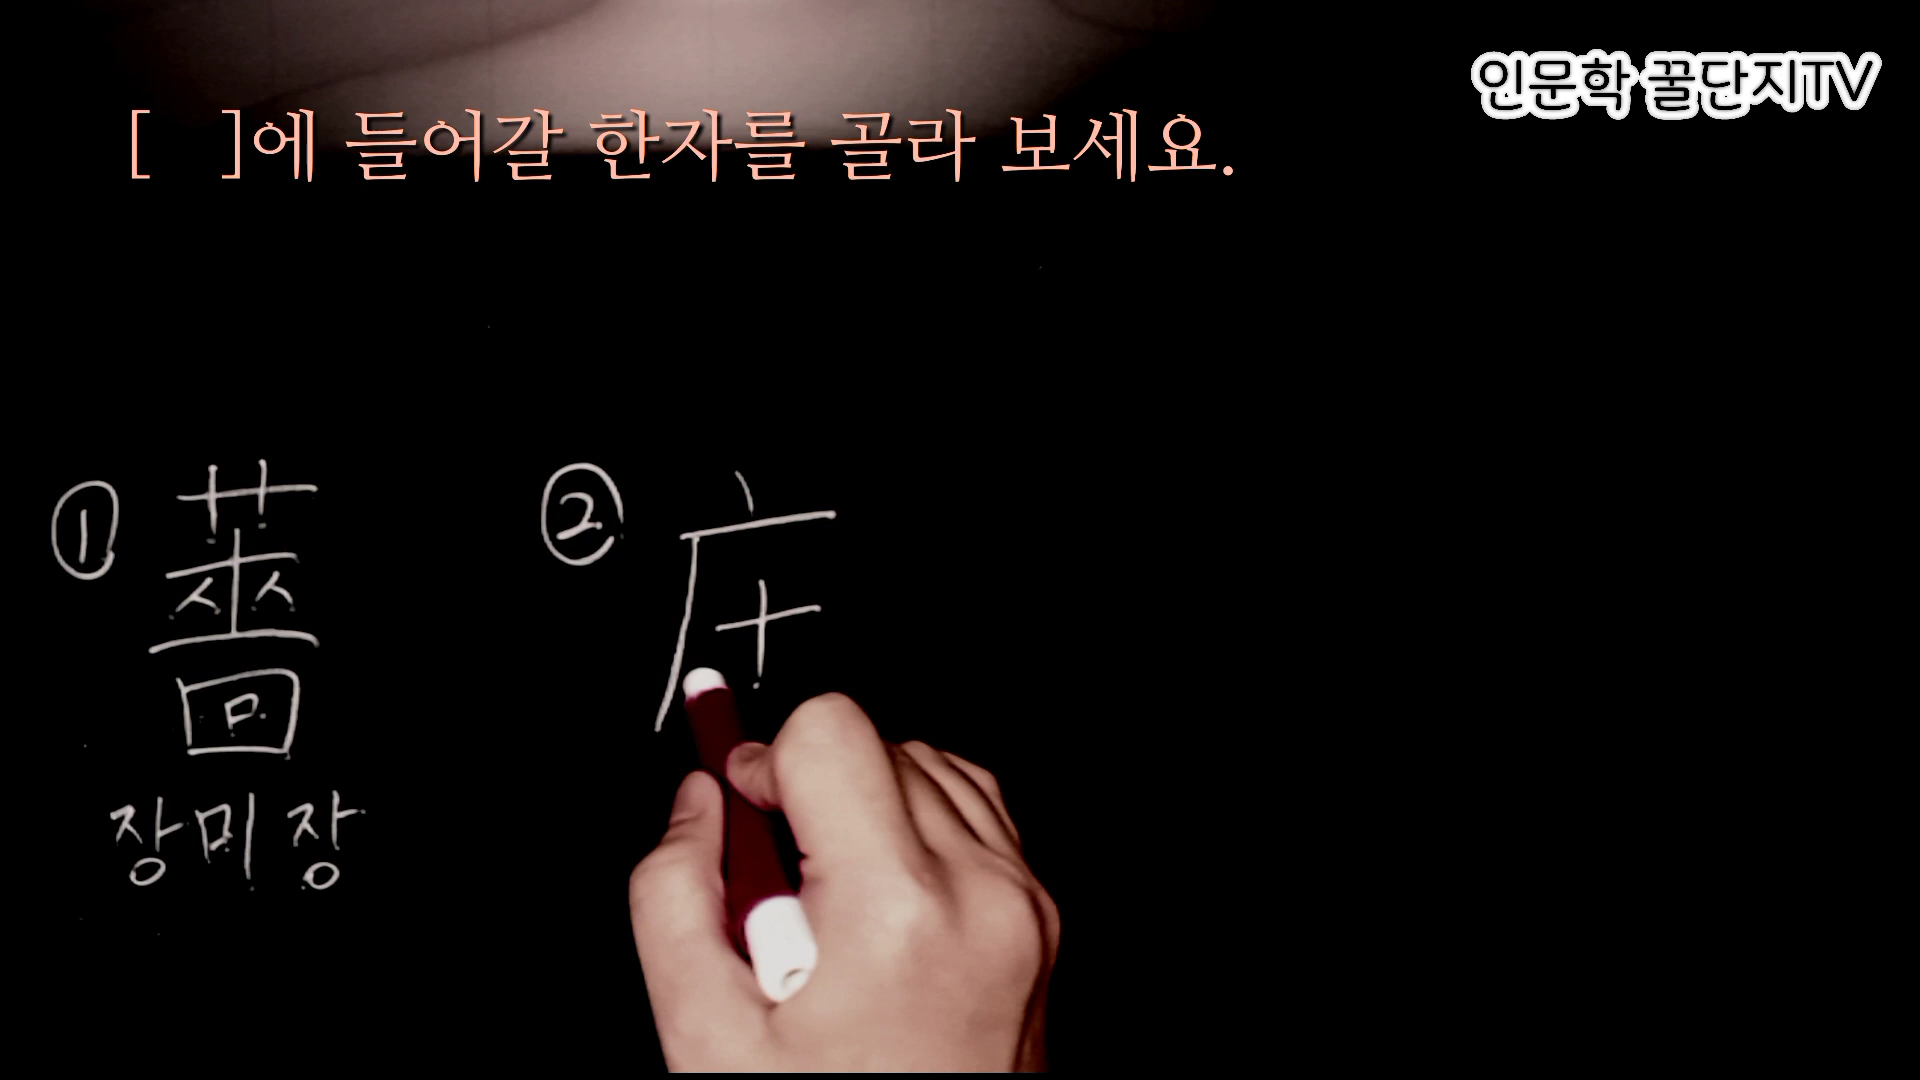 인문학 꿀단지TV
[ ]에 들어갈 한자를 골라 보세요.
① 薔 ②
장미 장